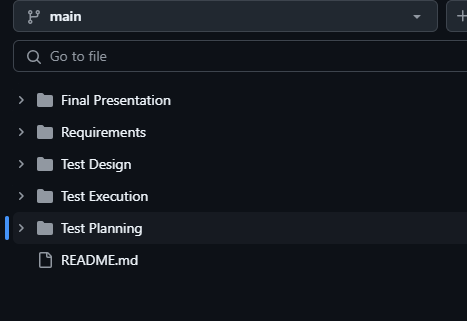 main
Go to file
Final Presentation
Requirements
Test Design
Test Execution
Test Planning
README.md